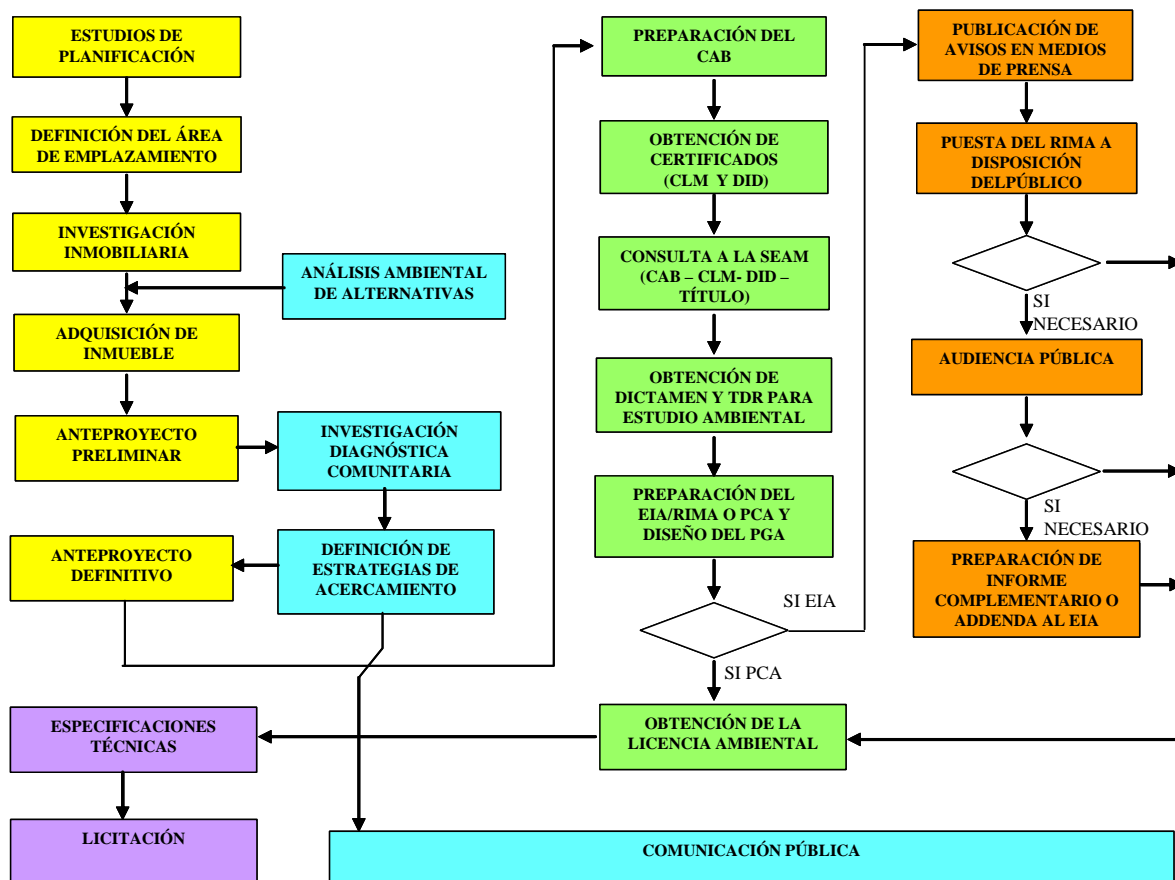 ESTUDIOS DE
PLANIFICACIÓN
DEFINICIÓN DEL ÁREA
DE EMPLAZAMIENTO
INVESTIGACIÓN
INMOBILIARIA
ANÁLISIS AMBIENTAL
DE ALTERNATIVAS
ADQUISICIÓN DE
INMUEBLE
ANTEPROYECTO
PRELIMINAR
INVESTIGACIÓN
DIAGNÓSTICA
COMUNITARIA
ANTEPROYECTO
DEFINITIVO
DEFINICIÓN DE
ESTRATEGIAS DE
ACERCAMIENTO
PREPARACIÓN DEL
CAB
OBTENCIÓN DE
CERTIFICADOS
(CLM Y DID)
CONSULTA A LA SEAM
(CAB – CLM- DID –
TÍTULO)
OBTENCIÓN DE
DICTAMEN Y TDR PARA
ESTUDIO AMBIENTAL
PREPARACIÓN DEL
EIA/RIMA O PCA Y
DISEÑO DEL PGA
SI EIA
SI PCA
OBTENCIÓN DE LA
LICENCIA AMBIENTAL
PUBLICACIÓN DE
AVISOS EN MEDIOS
DE PRENSA
PUESTA DEL RIMA A
DISPOSICIÓN
DELPÚBLICO
SI
NECESARIO
AUDIENCIA PÚBLICA
SI
NECESARIO
PREPARACIÓN DE
INFORME
COMPLEMENTARIO O
ADDENDA AL EIA
ESPECIFICACIONES
TÉCNICAS
LICITACIÓN
COMUNICACIÓN PÚBLICA